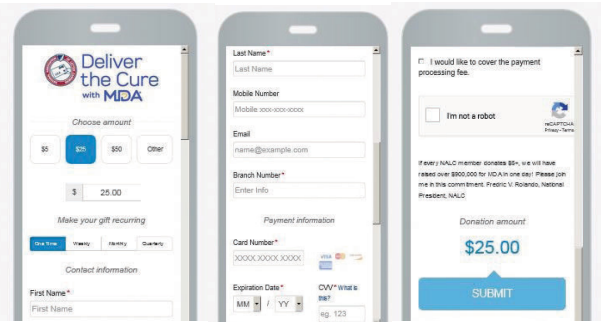 Deliver
the Cure
with MDA
Choose amount
$5
$25
$50
Other
$ 25.00
Make your gift recurring
One Time
Weekly
Monthly
Quarterly
Contact information
First Name*
First Name
Last Name*
Last Name
Mobile Number
Mobile xxx-xxx-xxxx
Email
name@example.com
Branch Number*
Enter Info
Payment information
Card Number*
XXXX XXXX XXXX
VISA
Expiration Date*
CVV* What is
this?
MM / YY
eg. 123
I would like to cover the payment
processing fee.
I'm not a robot
reCAPTCHA
Privacy - Terms
If every NALC member donates $5+, we will have
raised over $900,000 for MDA in one day! Please join
me in this commitment. Fredric V. Rolando, National
President, NALC
Donation amount
$25.00
SUBMIT